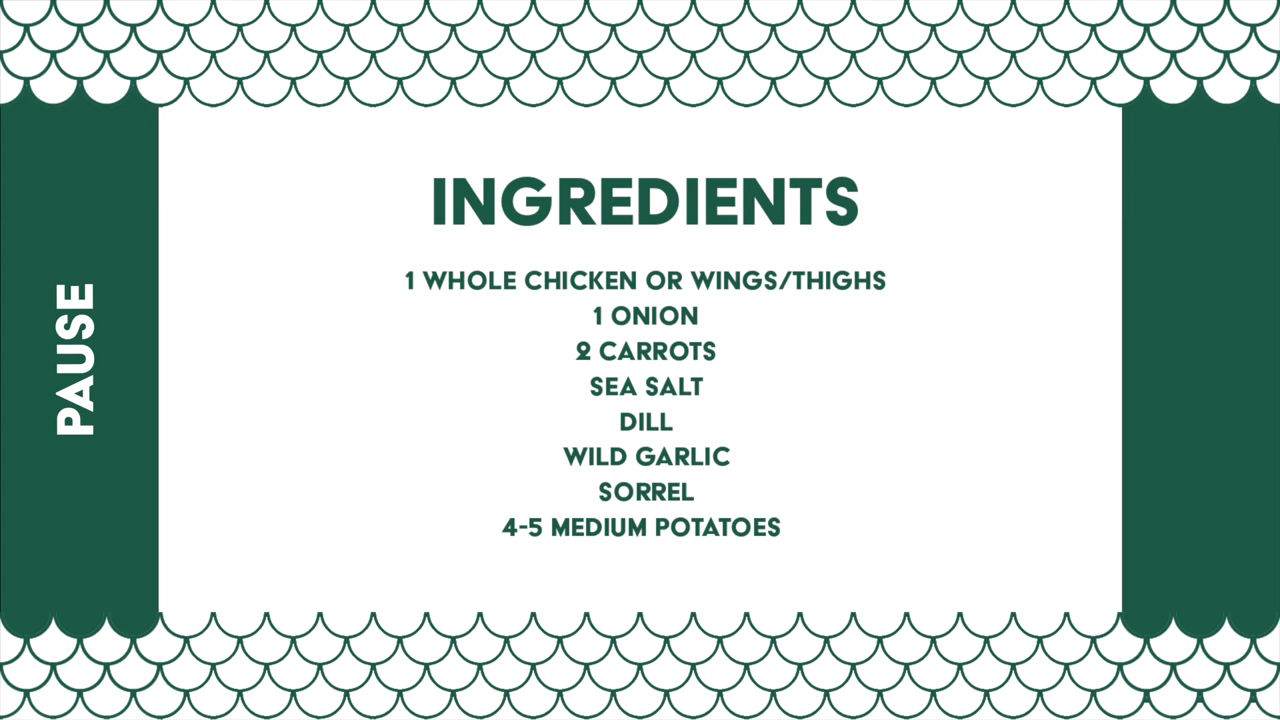 INGREDIENTS
1 WHOLE CHICKEN OR WINGS/THIGHS
1 ONION
2 CARROTS
SEA SALT
DILL
WILD GARLIC
SORREL
4-5 MEDIUM POTATOES
PAUSE